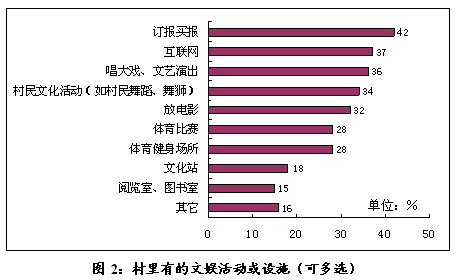 订报买报 42
互联网 37
唱大戏、文艺演出 36
村民文化活动（如村民舞蹈、舞狮） 34
放电影 32
体育比赛 28
体育健身场所 28
文化站 18
阅览室、图书室 15
其它 16
单位：%
0 10 20 30 40 50
图 2：村里有的文娱活动或设施（可多选）